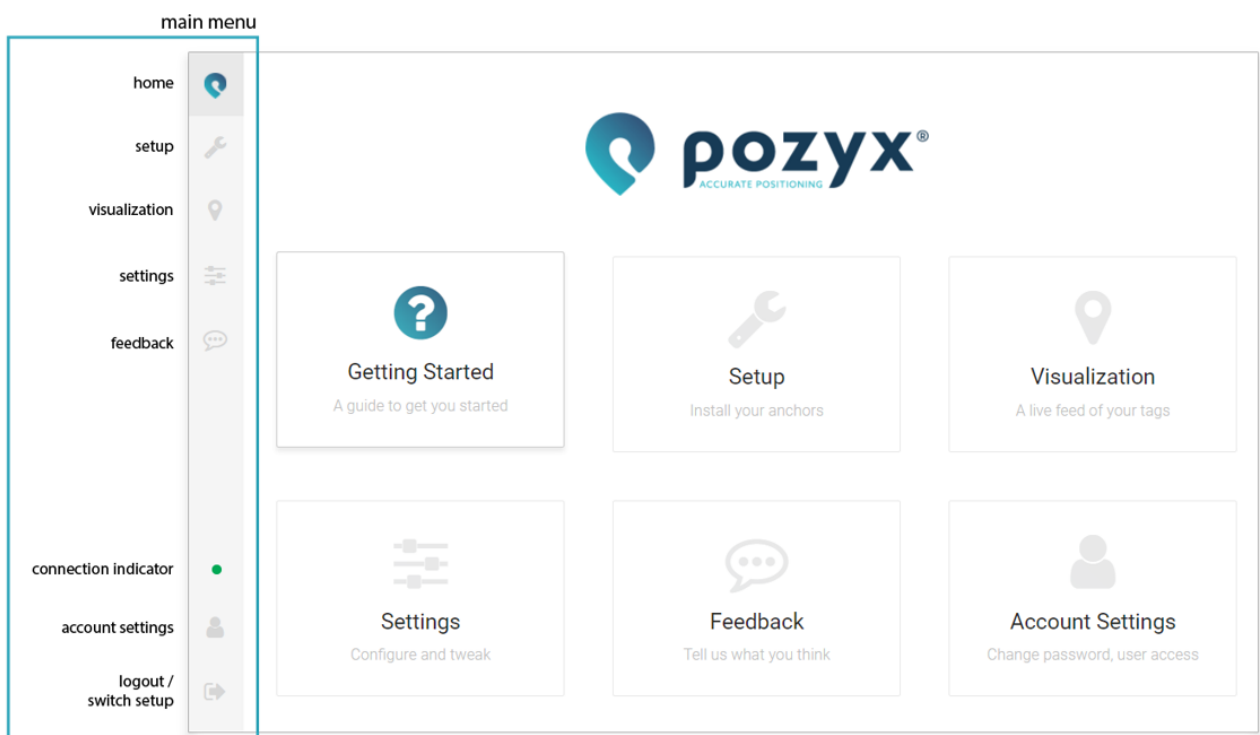 main menu
home
setup
visualization
settings
feedback
connection indicator
account settings
logout /
switch setup
pozyx®
ACCURATE POSITIONING
Getting Started
A guide to get you started
Setup
Install your anchors
Visualization
A live feed of your tags
Settings
Configure and tweak
Feedback
Tell us what you think
Account Settings
Change password, user access